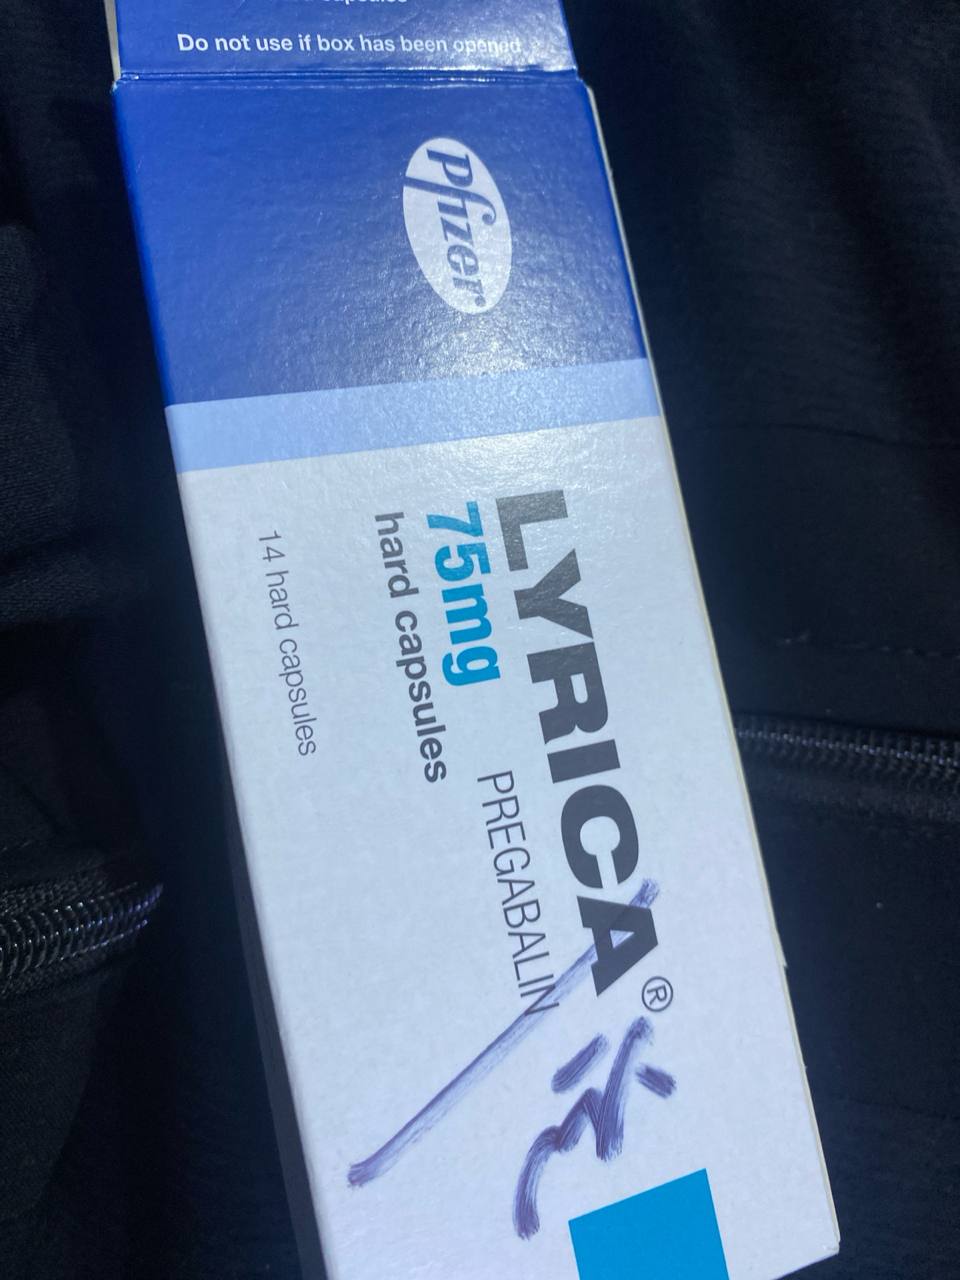 Do not use if box has been opened
Pfizer
LYRICA®
PREGABALIN
75mg
hard capsules
14 hard capsules